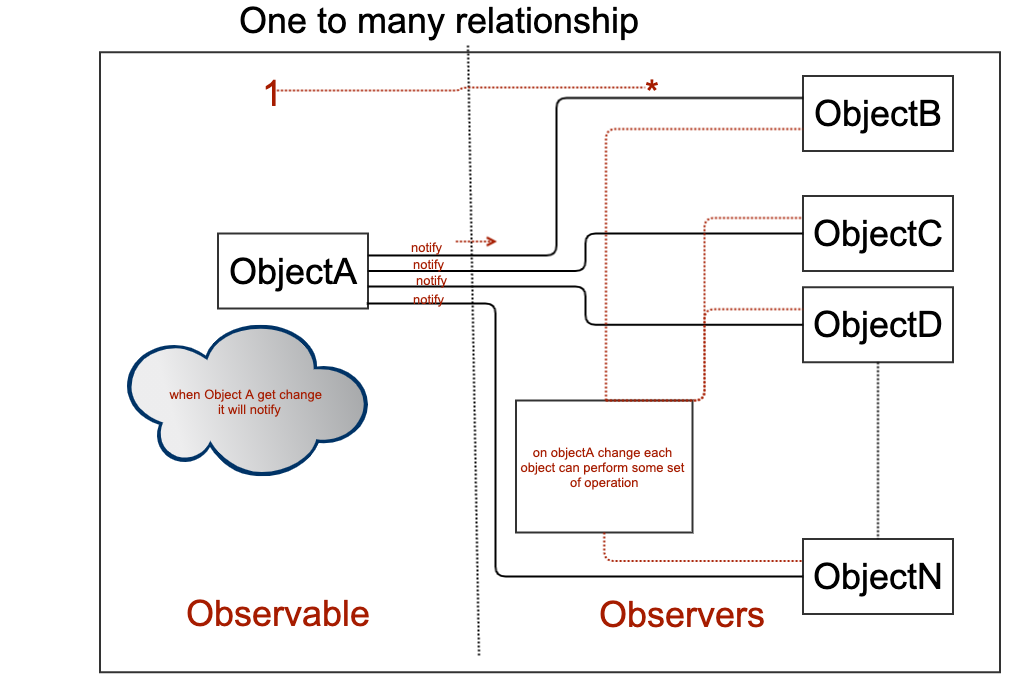 One to many relationship
1
*
ObjectB
ObjectC
notify
notify
notify
notify
ObjectA
ObjectD
when Object A get change
it will notify
on objectA change each
object can perform some set
of operation
ObjectN
Observable
Observers